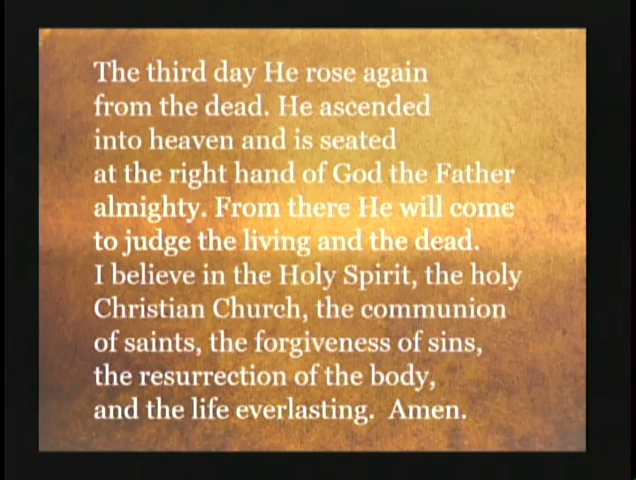 The third day He rose again
from the dead. He ascended
into heaven and is seated
at the right hand of God the Father
almighty. From there He will come
to judge the living and the dead.
I believe in the Holy Spirit, the holy
Christian Church, the communion
of saints, the forgiveness of sins,
the resurrection of the body,
and the life everlasting.  Amen.